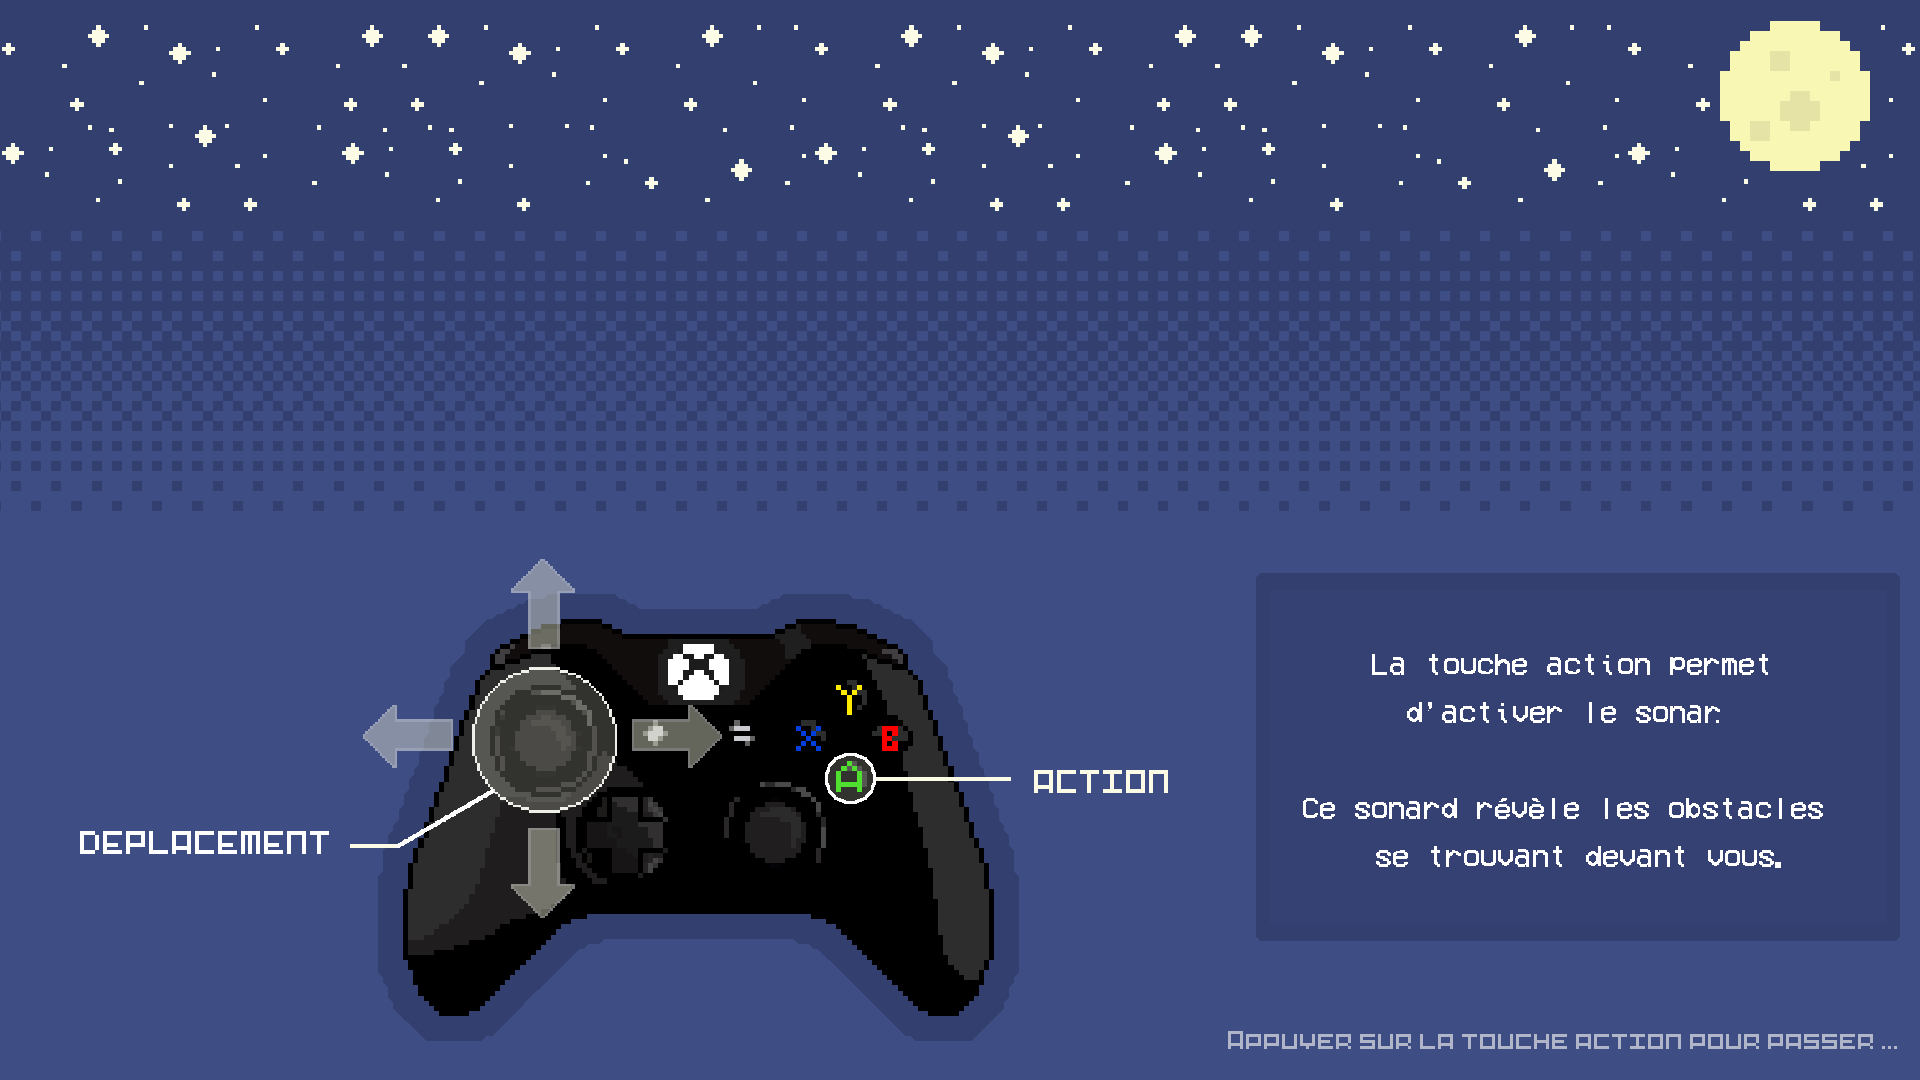 Y
X
B
A
ACTION
DEPLACEMENT
La touche action permet
d'activer le sonar.
Ce sonard révèle les obstacles
se trouvant devant vous.
APPUYER SUR LA TOUCHE ACTION POUR PASSER ...